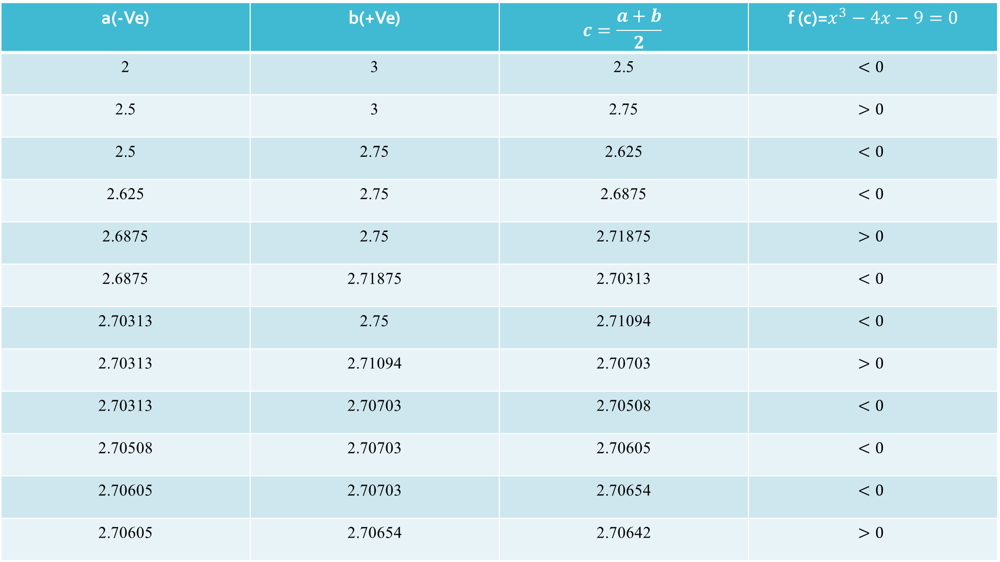 a(-Ve) b(+Ve) c = (a + b)/2 f (c)=x³ − 4x − 9 = 0
2 3 2.5 < 0
2.5 3 2.75 > 0
2.5 2.75 2.625 < 0
2.625 2.75 2.6875 < 0
2.6875 2.75 2.71875 > 0
2.6875 2.71875 2.70313 < 0
2.70313 2.75 2.71094 < 0
2.70313 2.71094 2.70703 > 0
2.70313 2.70703 2.70508 < 0
2.70508 2.70703 2.70605 < 0
2.70605 2.70703 2.70654 < 0
2.70605 2.70654 2.70642 > 0